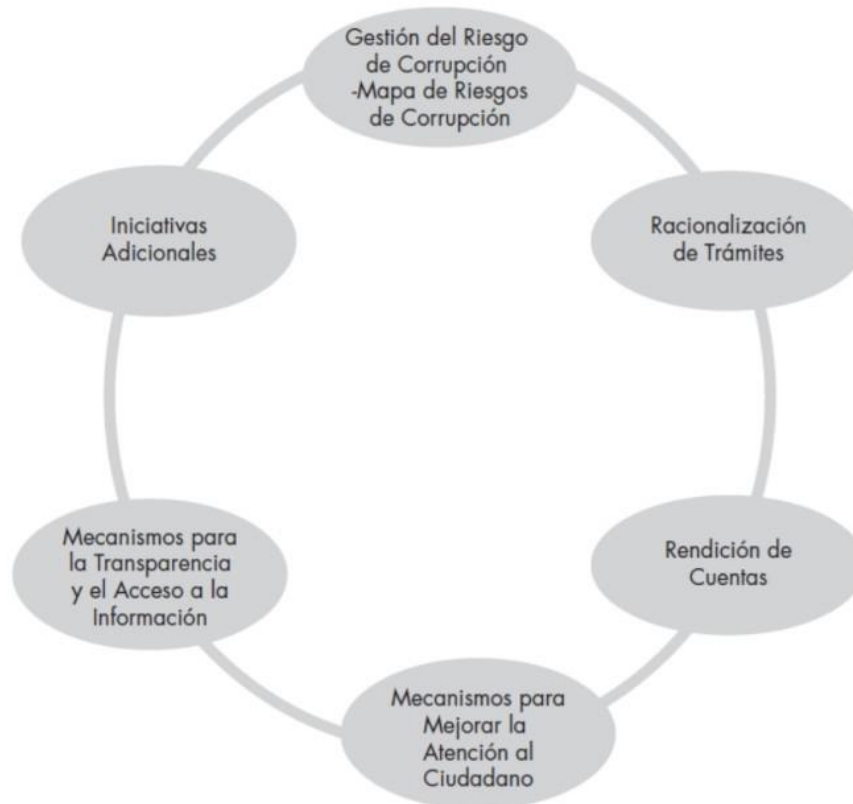 Gestión del Riesgo
de Corrupción
-Mapa de Riesgos
de Corrupción
Racionalización
de Trámites
Rendición de
Cuentas
Mecanismos para
Mejorar la
Atención al
Ciudadano
Mecanismos para
la Transparencia
y el Acceso a la
Información
Iniciativas
Adicionales